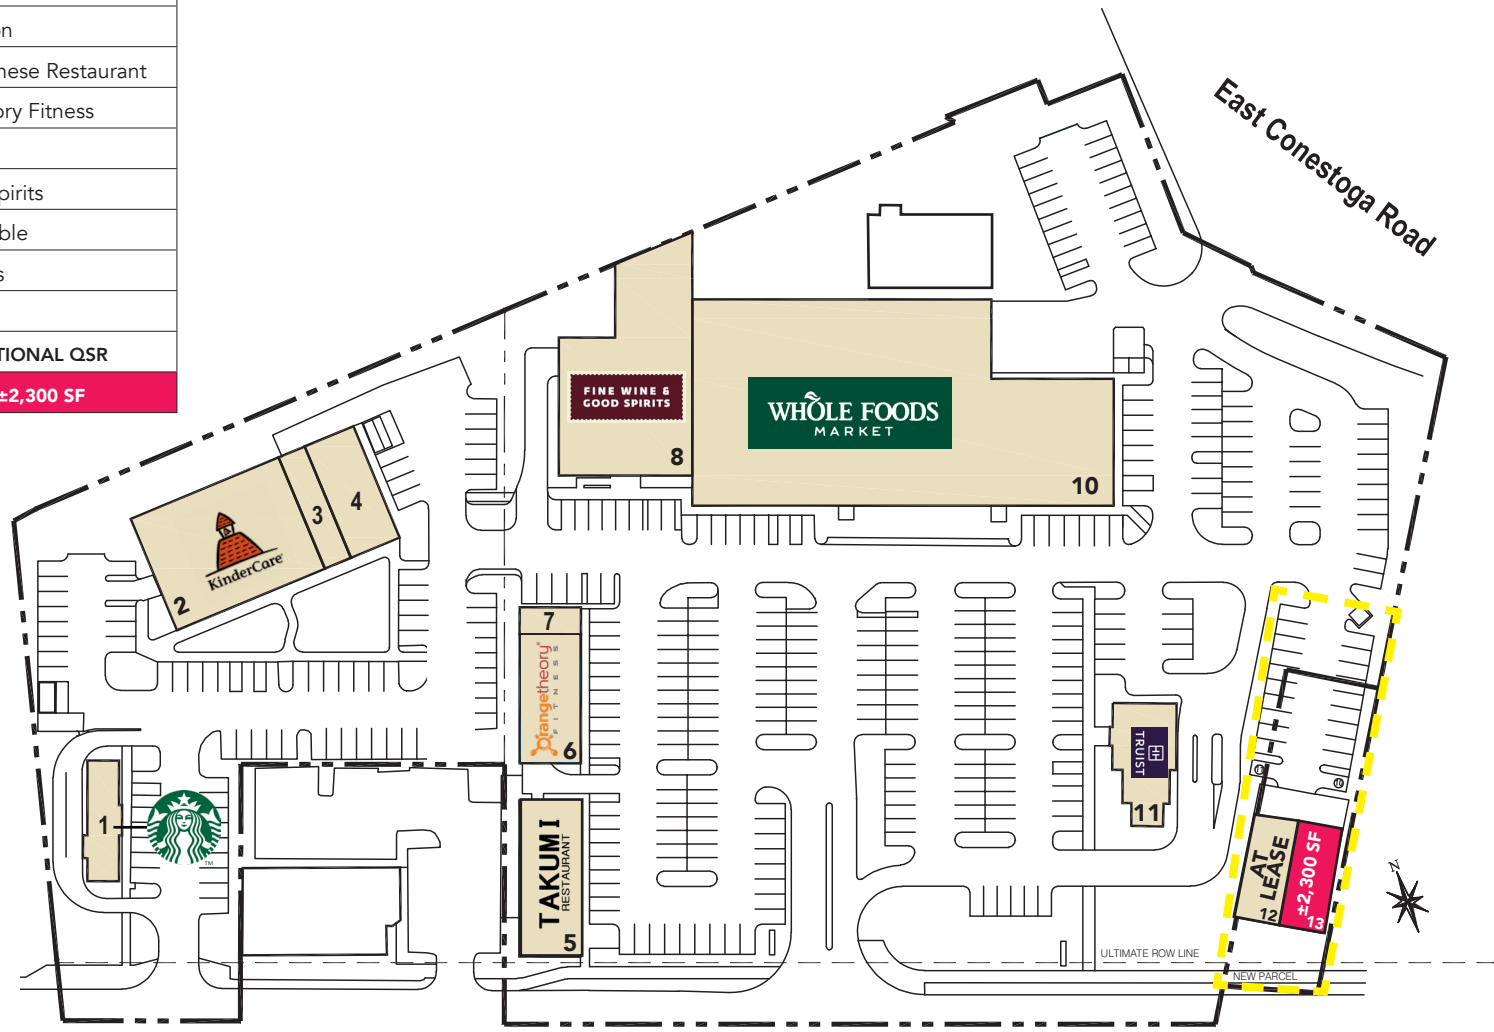 on
nese Restaurant
ory Fitness
pirits
ble
s
TIONAL QSR
±2,300 SF
East Conestoga Road
FINE WINE &
GOOD SPIRITS
8
WHOLE FOODS
MARKET
10
KinderCare
2
3
4
7
Orangetheory
FITNESS
6
TRUIST
11
1
TM
TAKUMI
RESTAURANT
5
AT
LEASE
12
±2,300 SF
13
N
ULTIMATE ROW LINE
NEW PARCEL